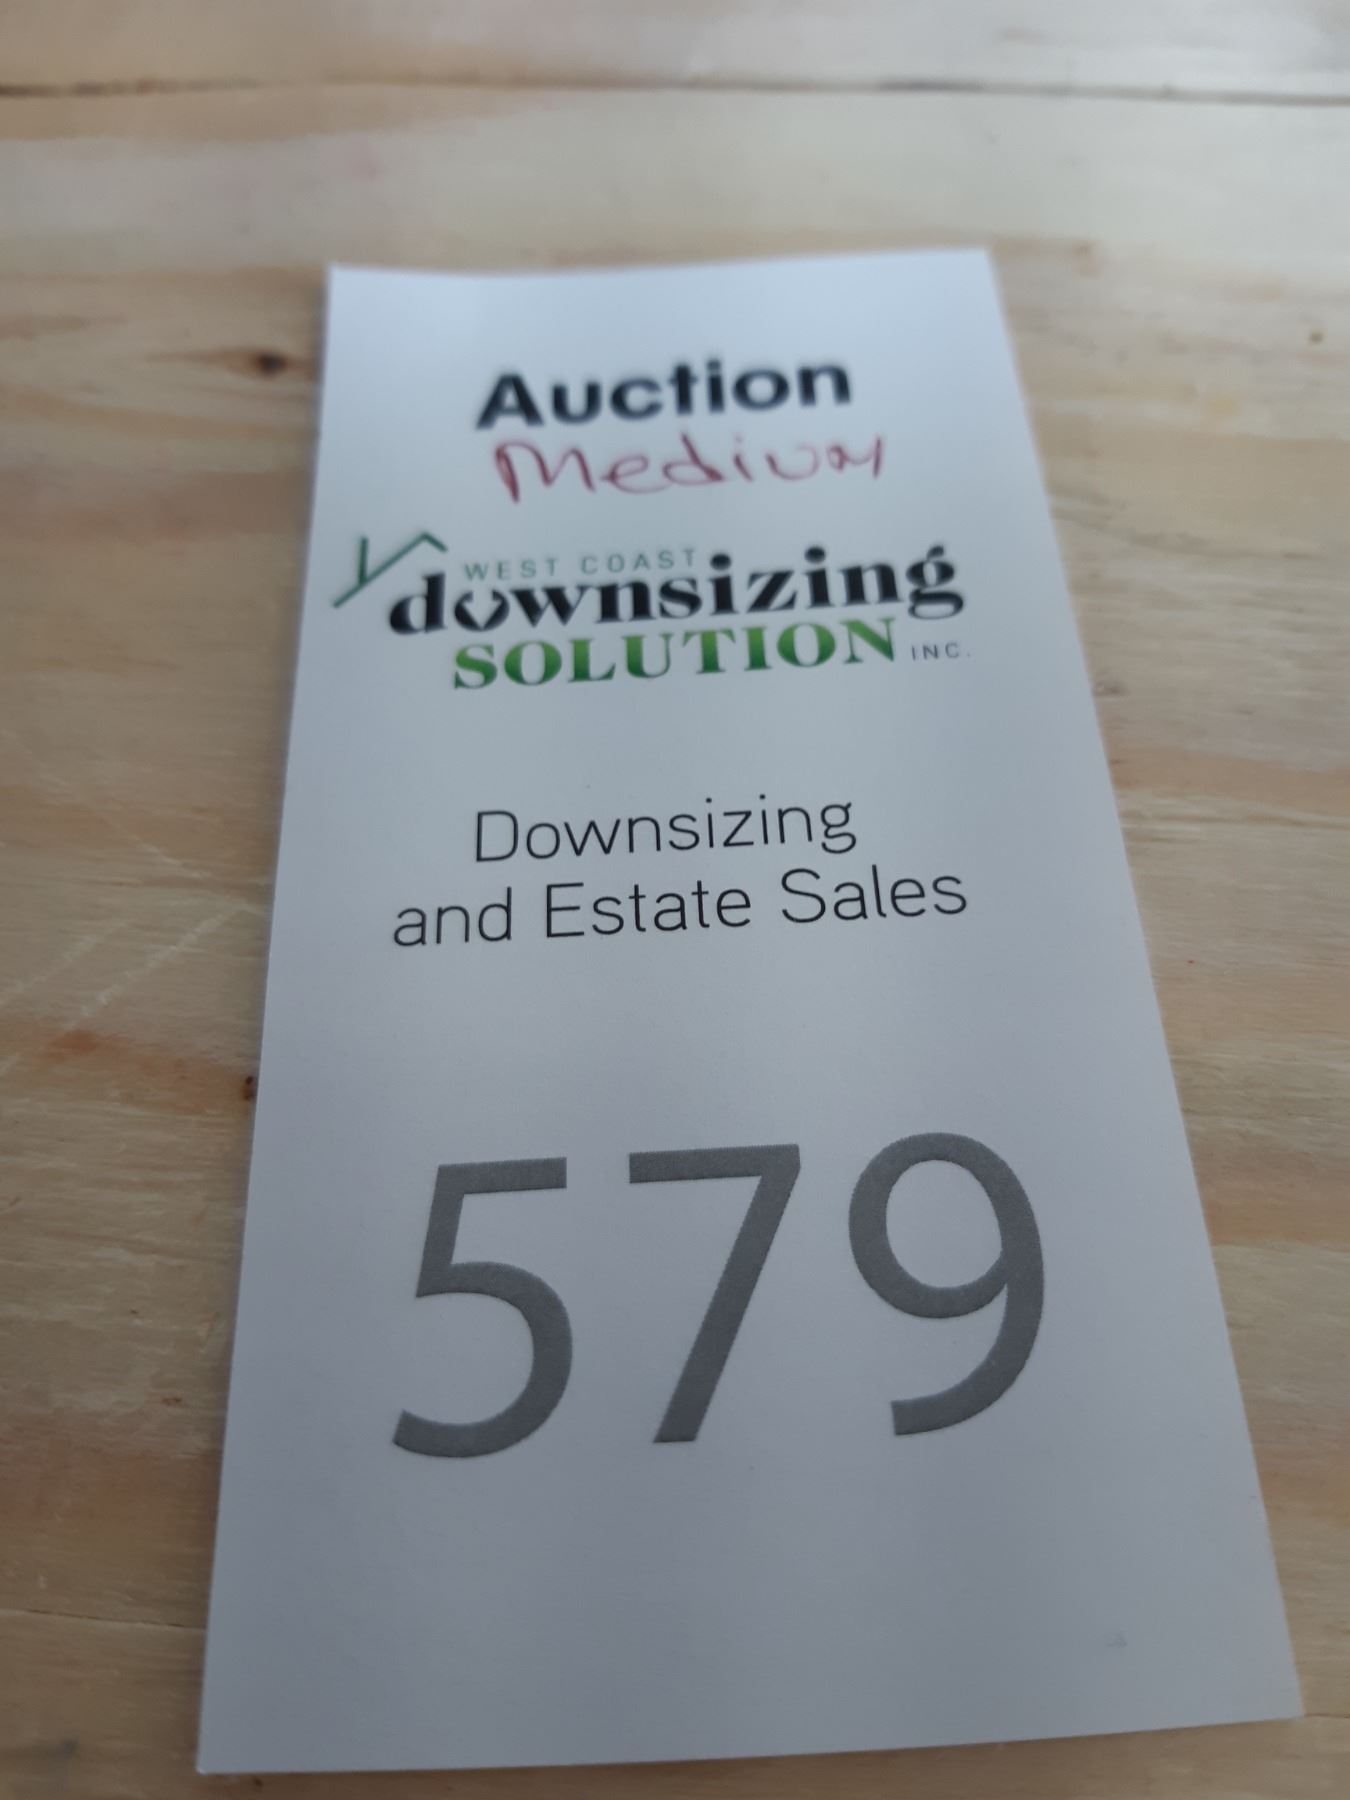 Auction
Medium
WEST COAST
downsizing
SOLUTION INC.
Downsizing
and Estate Sales
579